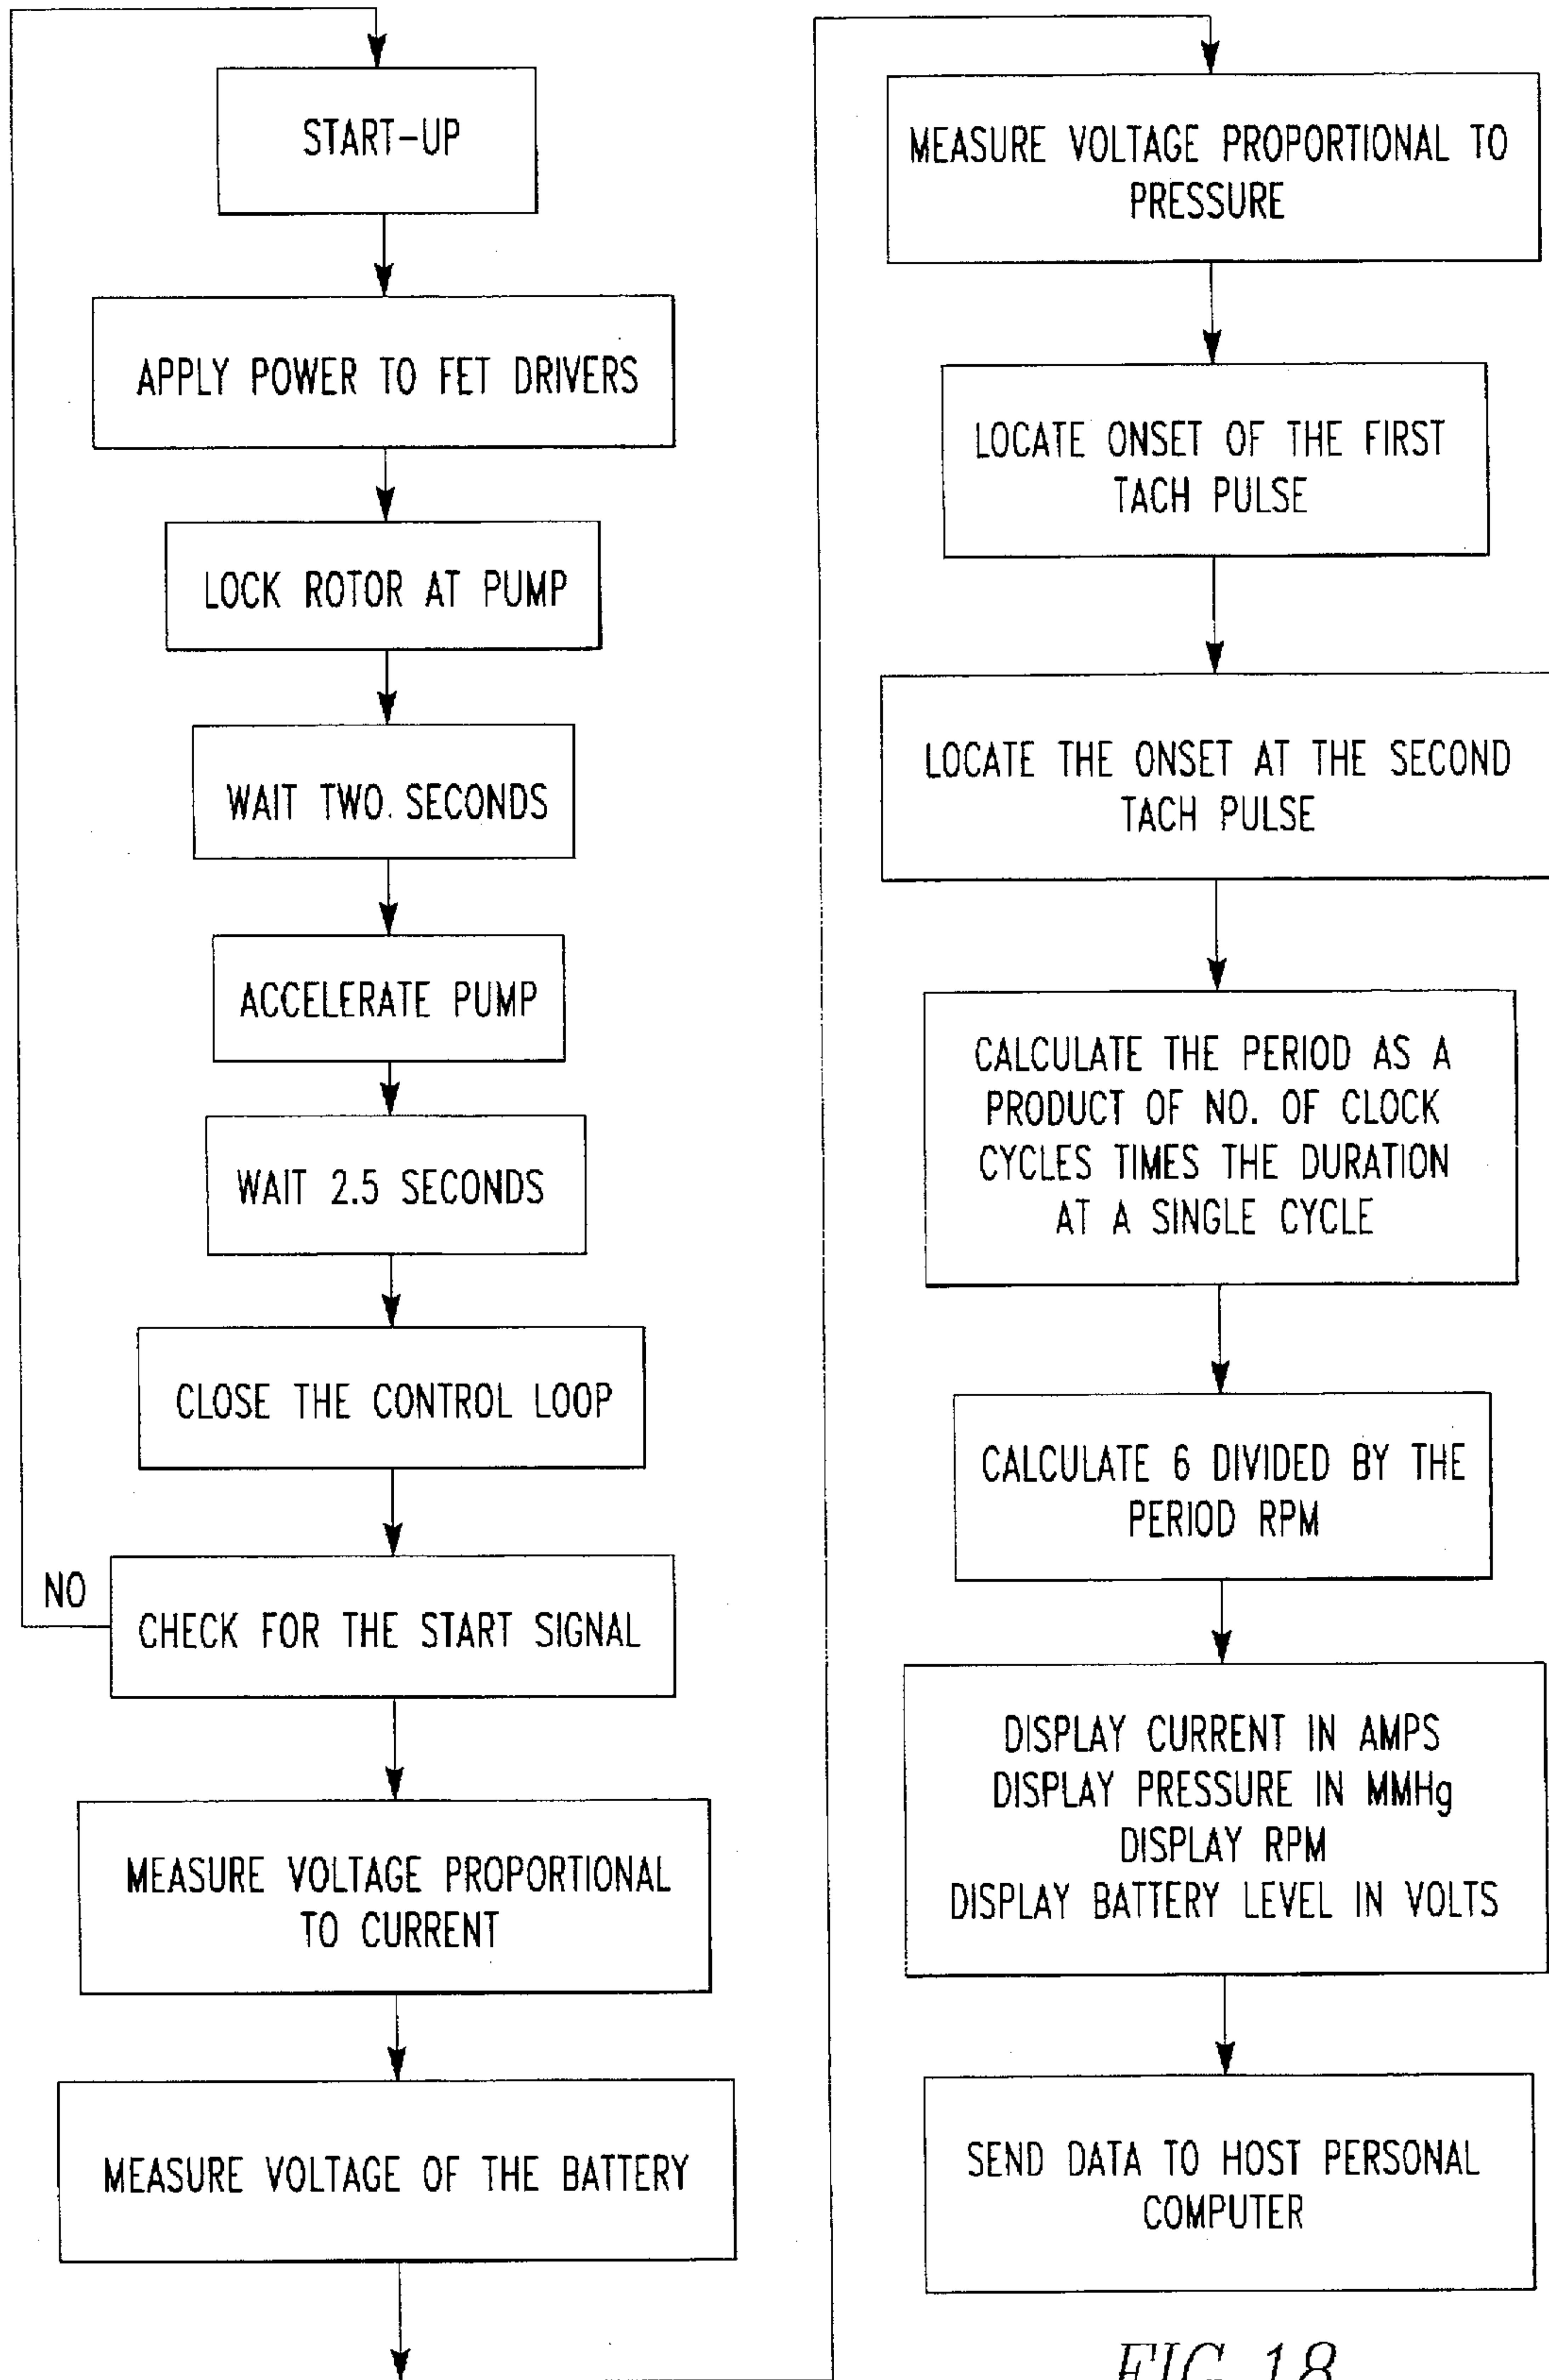 START-UP
APPLY POWER TO FET DRIVERS
LOCK ROTOR AT PUMP
WAIT TWO. SECONDS
ACCELERATE PUMP
WAIT 2.5 SECONDS
CLOSE THE CONTROL LOOP
NO
CHECK FOR THE START SIGNAL
MEASURE VOLTAGE PROPORTIONAL
TO CURRENT
MEASURE VOLTAGE OF THE BATTERY
MEASURE VOLTAGE PROPORTIONAL TO
PRESSURE
LOCATE ONSET OF THE FIRST
TACH PULSE
LOCATE THE ONSET AT THE SECOND
TACH PULSE
CALCULATE THE PERIOD AS A
PRODUCT OF NO. OF CLOCK
CYCLES TIMES THE DURATION
AT A SINGLE CYCLE
CALCULATE 6 DIVIDED BY THE
PERIOD RPM
DISPLAY CURRENT IN AMPS
DISPLAY PRESSURE IN MMHg
DISPLAY RPM
DISPLAY BATTERY LEVEL IN VOLTS
SEND DATA TO HOST PERSONAL
COMPUTER
FIG. 18